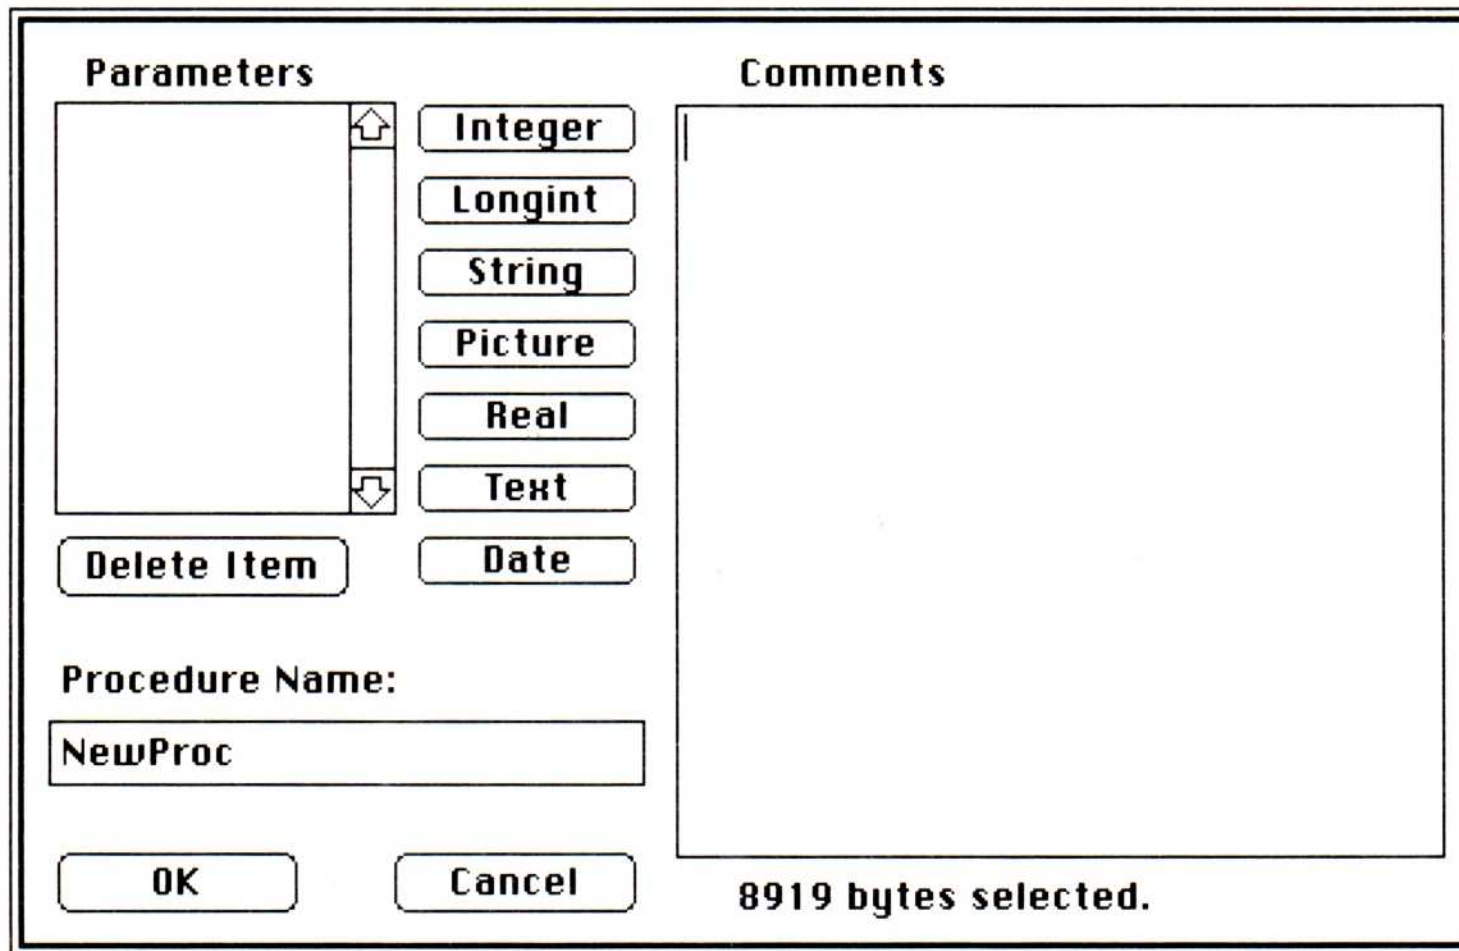 Parameters
Integer
Longint
String
Picture
Real
Text
Date
Delete Item
Procedure Name:
NewProc
OK
Cancel
Comments
8919 bytes selected.